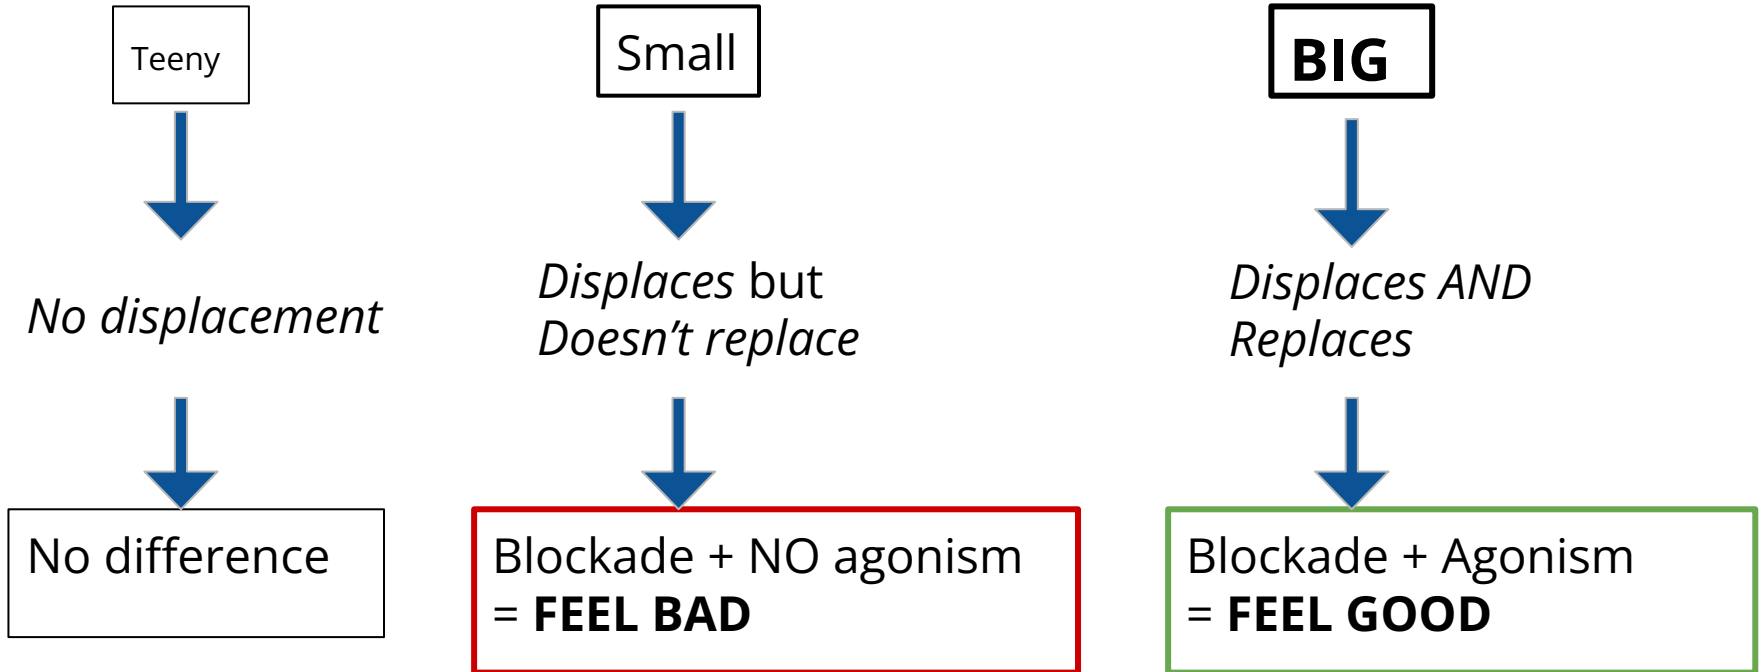 Teeny
Small
BIG
No displacement
Displaces but
Doesn’t replace
Displaces AND
Replaces
No difference
Blockade + NO agonism
= FEEL BAD
Blockade + Agonism
= FEEL GOOD